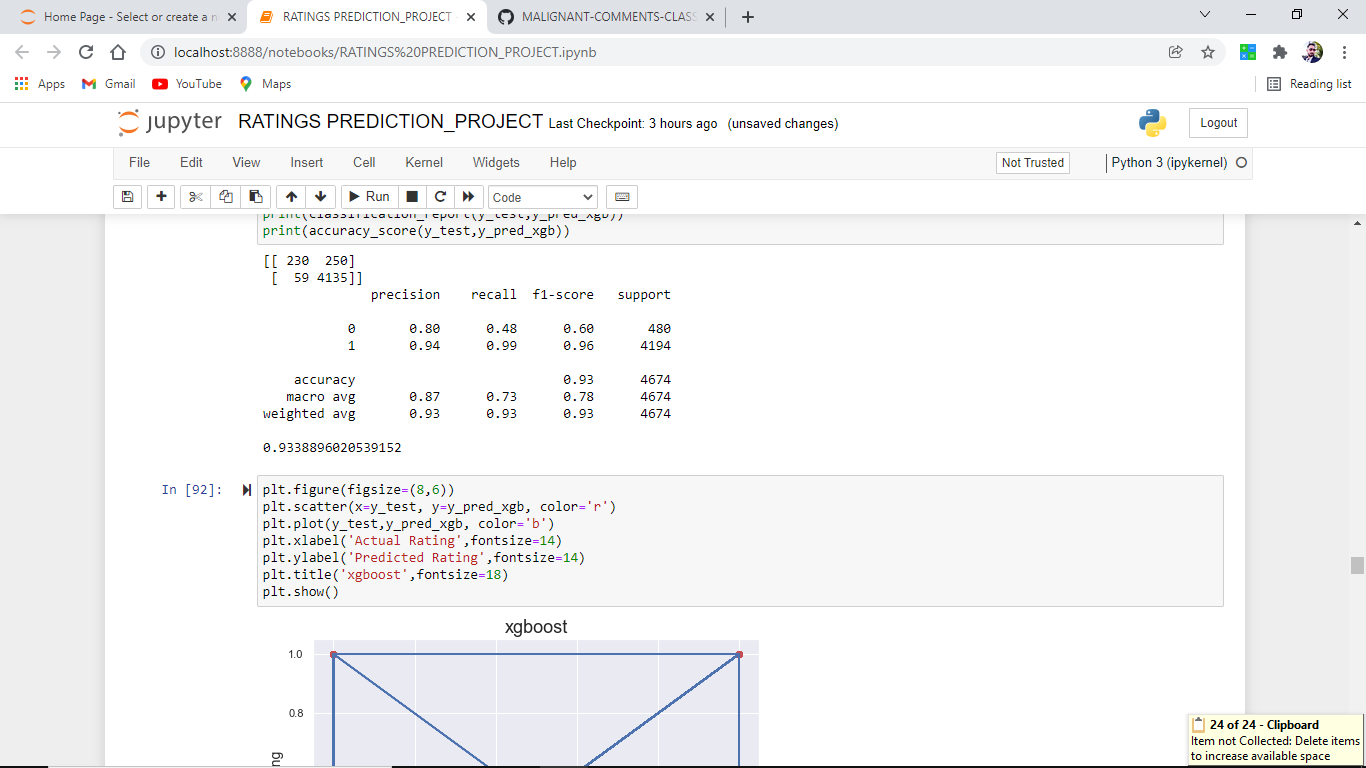 Home Page - Select or create a n
RATINGS PREDICTION_PROJECT
MALIGNANT-COMMENTS-CLASS
localhost:8888/notebooks/RATINGS%20PREDICTION_PROJECT.ipynb
Apps
Gmail
YouTube
Maps
Reading list
jupyter
RATINGS PREDICTION_PROJECT Last Checkpoint: 3 hours ago (unsaved changes)
Logout
File Edit View Insert Cell Kernel Widgets Help
Not Trusted
Python 3 (ipykernel)
Run
Code
print(classification_report(y_test,y_pred_xgb))
print(accuracy_score(y_test,y_pred_xgb))
[[ 230  250]
 [  59 4135]]
              precision    recall  f1-score   support
           0       0.80      0.48      0.60       480
           1       0.94      0.99      0.96      4194
    accuracy                           0.93      4674
   macro avg       0.87      0.73      0.78      4674
weighted avg       0.93      0.93      0.93      4674
0.9338896020539152
In [92]:
plt.figure(figsize=(8,6))
plt.scatter(x=y_test, y=y_pred_xgb, color='r')
plt.plot(y_test,y_pred_xgb, color='b')
plt.xlabel('Actual Rating',fontsize=14)
plt.ylabel('Predicted Rating',fontsize=14)
plt.title('xgboost',fontsize=18)
plt.show()
xgboost
1.0
0.8
ng
24 of 24 - Clipboard
Item not Collected: Delete items
to increase available space